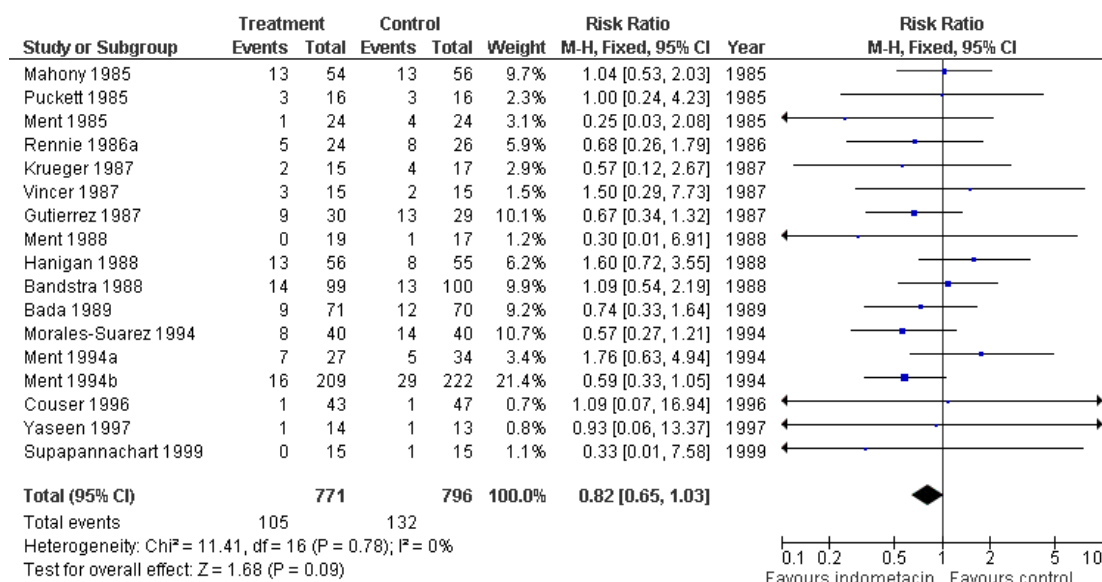 Treatment Control Risk Ratio Risk Ratio
Study or Subgroup Events Total Events Total Weight M-H, Fixed, 95% CI Year M-H, Fixed, 95% CI
Mahony 1985 13 54 13 56 9.7% 1.04 [0.53, 2.03] 1985
Puckett 1985 3 16 3 16 2.3% 1.00 [0.24, 4.23] 1985
Ment 1985 1 24 4 24 3.1% 0.25 [0.03, 2.08] 1985
Rennie 1986a 5 24 8 26 5.9% 0.68 [0.26, 1.79] 1986
Krueger 1987 2 15 4 17 2.9% 0.57 [0.12, 2.67] 1987
Vincer 1987 3 15 2 15 1.5% 1.50 [0.29, 7.73] 1987
Gutierrez 1987 9 30 13 29 10.1% 0.67 [0.34, 1.32] 1987
Ment 1988 0 19 1 17 1.2% 0.30 [0.01, 6.91] 1988
Hanigan 1988 13 56 8 55 6.2% 1.60 [0.72, 3.55] 1988
Bandstra 1988 14 99 13 100 9.9% 1.09 [0.54, 2.19] 1988
Bada 1989 9 71 12 70 9.2% 0.74 [0.33, 1.64] 1989
Morales-Suarez 1994 8 40 14 40 10.7% 0.57 [0.27, 1.21] 1994
Ment 1994a 7 27 5 34 3.4% 1.76 [0.63, 4.94] 1994
Ment 1994b 16 209 29 222 21.4% 0.59 [0.33, 1.05] 1994
Couser 1996 1 43 1 47 0.7% 1.09 [0.07, 16.94] 1996
Yaseen 1997 1 14 1 13 0.8% 0.93 [0.06, 13.37] 1997
Supapannachart 1999 0 15 1 15 1.1% 0.33 [0.01, 7.58] 1999
Total (95% CI) 771 796 100.0% 0.82 [0.65, 1.03]
Total events 105 132
Heterogeneity: Chi² = 11.41, df = 16 (P = 0.78); I² = 0%
Test for overall effect: Z = 1.68 (P = 0.09)
0.1 0.2 0.5 1 2 5 10
Favours indometacin Favours control